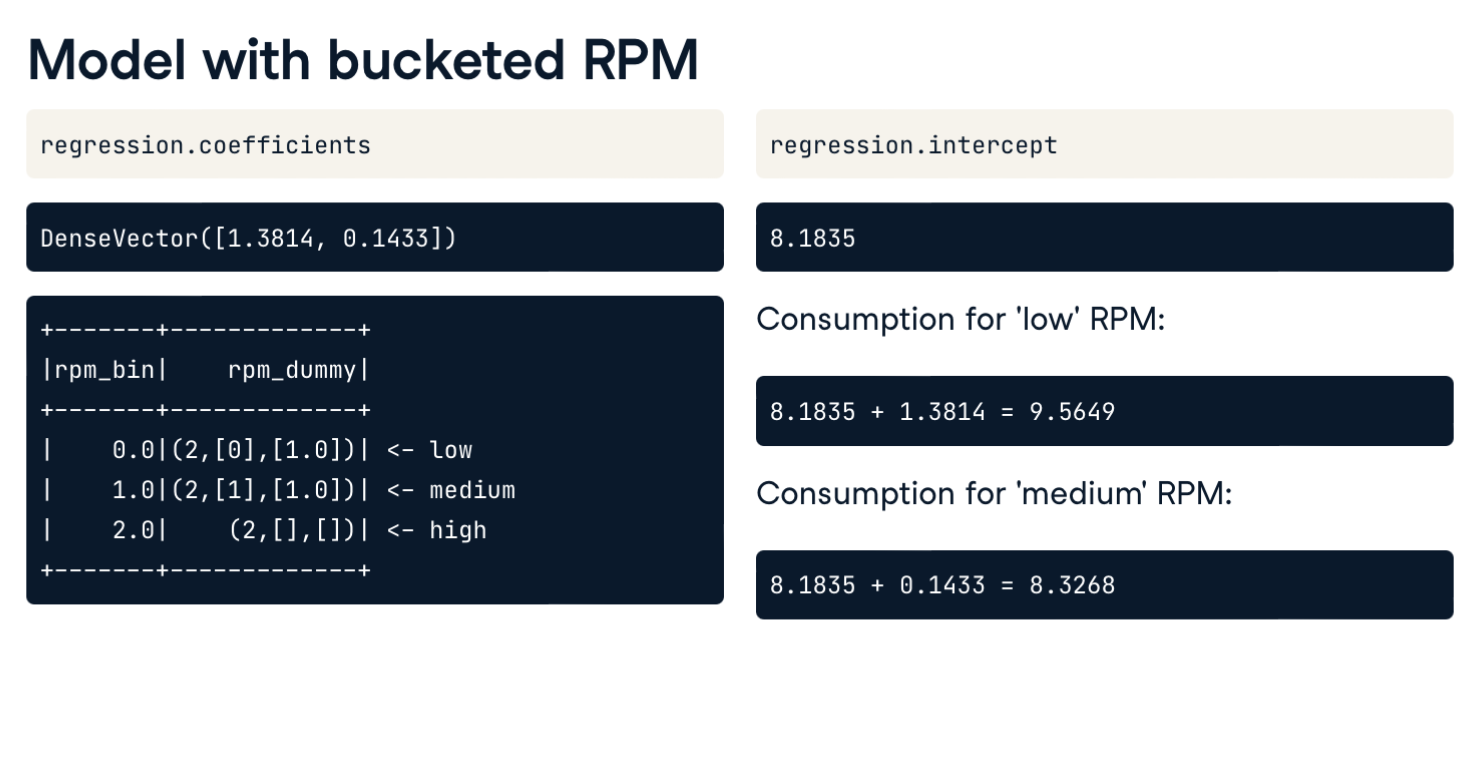 Model with bucketed RPM
regression.coefficients
DenseVector([1.3814, 0.1433])
+-------+-------------+
|rpm_bin|    rpm_dummy|
+-------+-------------+
|    0.0|(2,[0],[1.0])| <- low
|    1.0|(2,[1],[1.0])| <- medium
|    2.0|    (2,[],[])| <- high
+-------+-------------+
regression.intercept
8.1835
Consumption for 'low' RPM:
8.1835 + 1.3814 = 9.5649
Consumption for 'medium' RPM:
8.1835 + 0.1433 = 8.3268